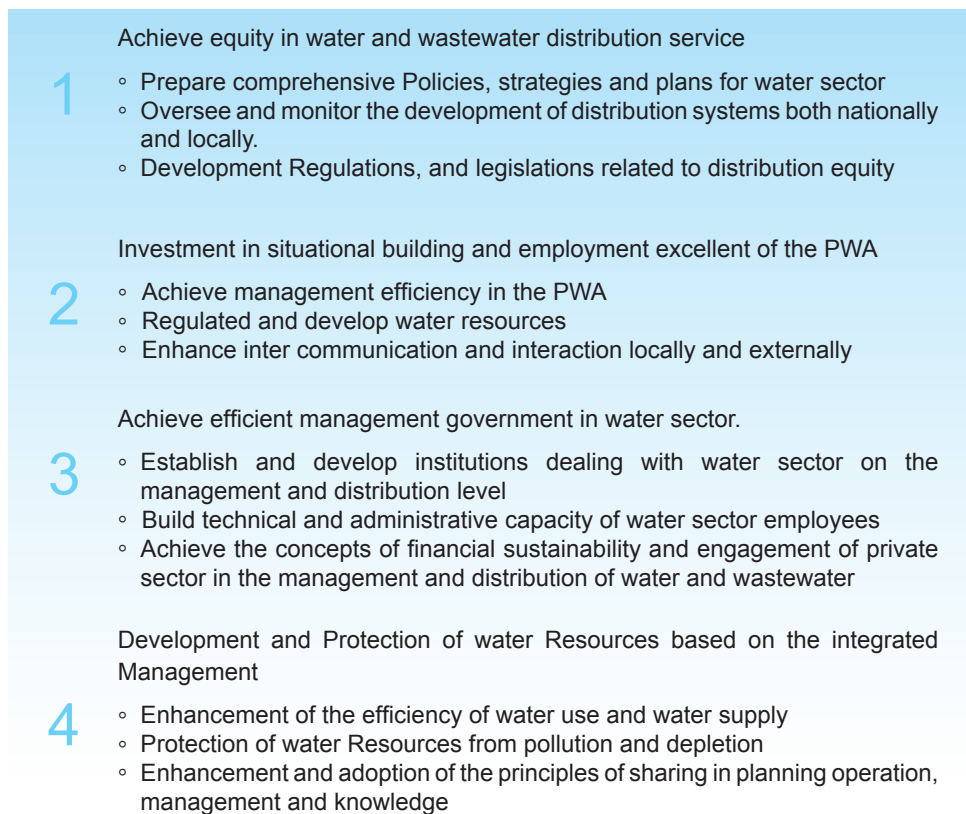 Achieve equity in water and wastewater distribution service
1
◦ Prepare comprehensive Policies, strategies and plans for water sector
◦ Oversee and monitor the development of distribution systems both nationally
and locally.
◦ Development Regulations, and legislations related to distribution equity
Investment in situational building and employment excellent of the PWA
2
◦ Achieve management efficiency in the PWA
◦ Regulated and develop water resources
◦ Enhance inter communication and interaction locally and externally
Achieve efficient management government in water sector.
3
◦ Establish and develop institutions dealing with water sector on the
management and distribution level
◦ Build technical and administrative capacity of water sector employees
◦ Achieve the concepts of financial sustainability and engagement of private
sector in the management and distribution of water and wastewater
Development and Protection of water Resources based on the integrated
Management
4
◦ Enhancement of the efficiency of water use and water supply
◦ Protection of water Resources from pollution and depletion
◦ Enhancement and adoption of the principles of sharing in planning operation,
management and knowledge